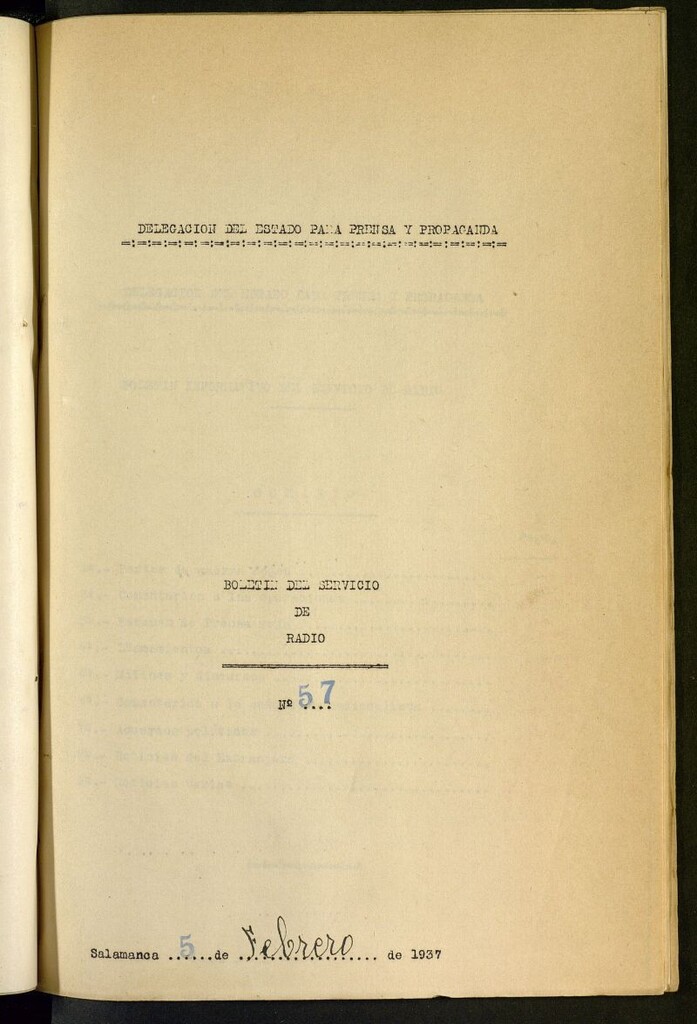 DELEGACION DEL ESTADO PARA PRENSA Y PROPAGANDA
BOLETIN DEL SERVICIO
DE
RADIO
Nº 57
Salamanca 5 de Febrero de 1937